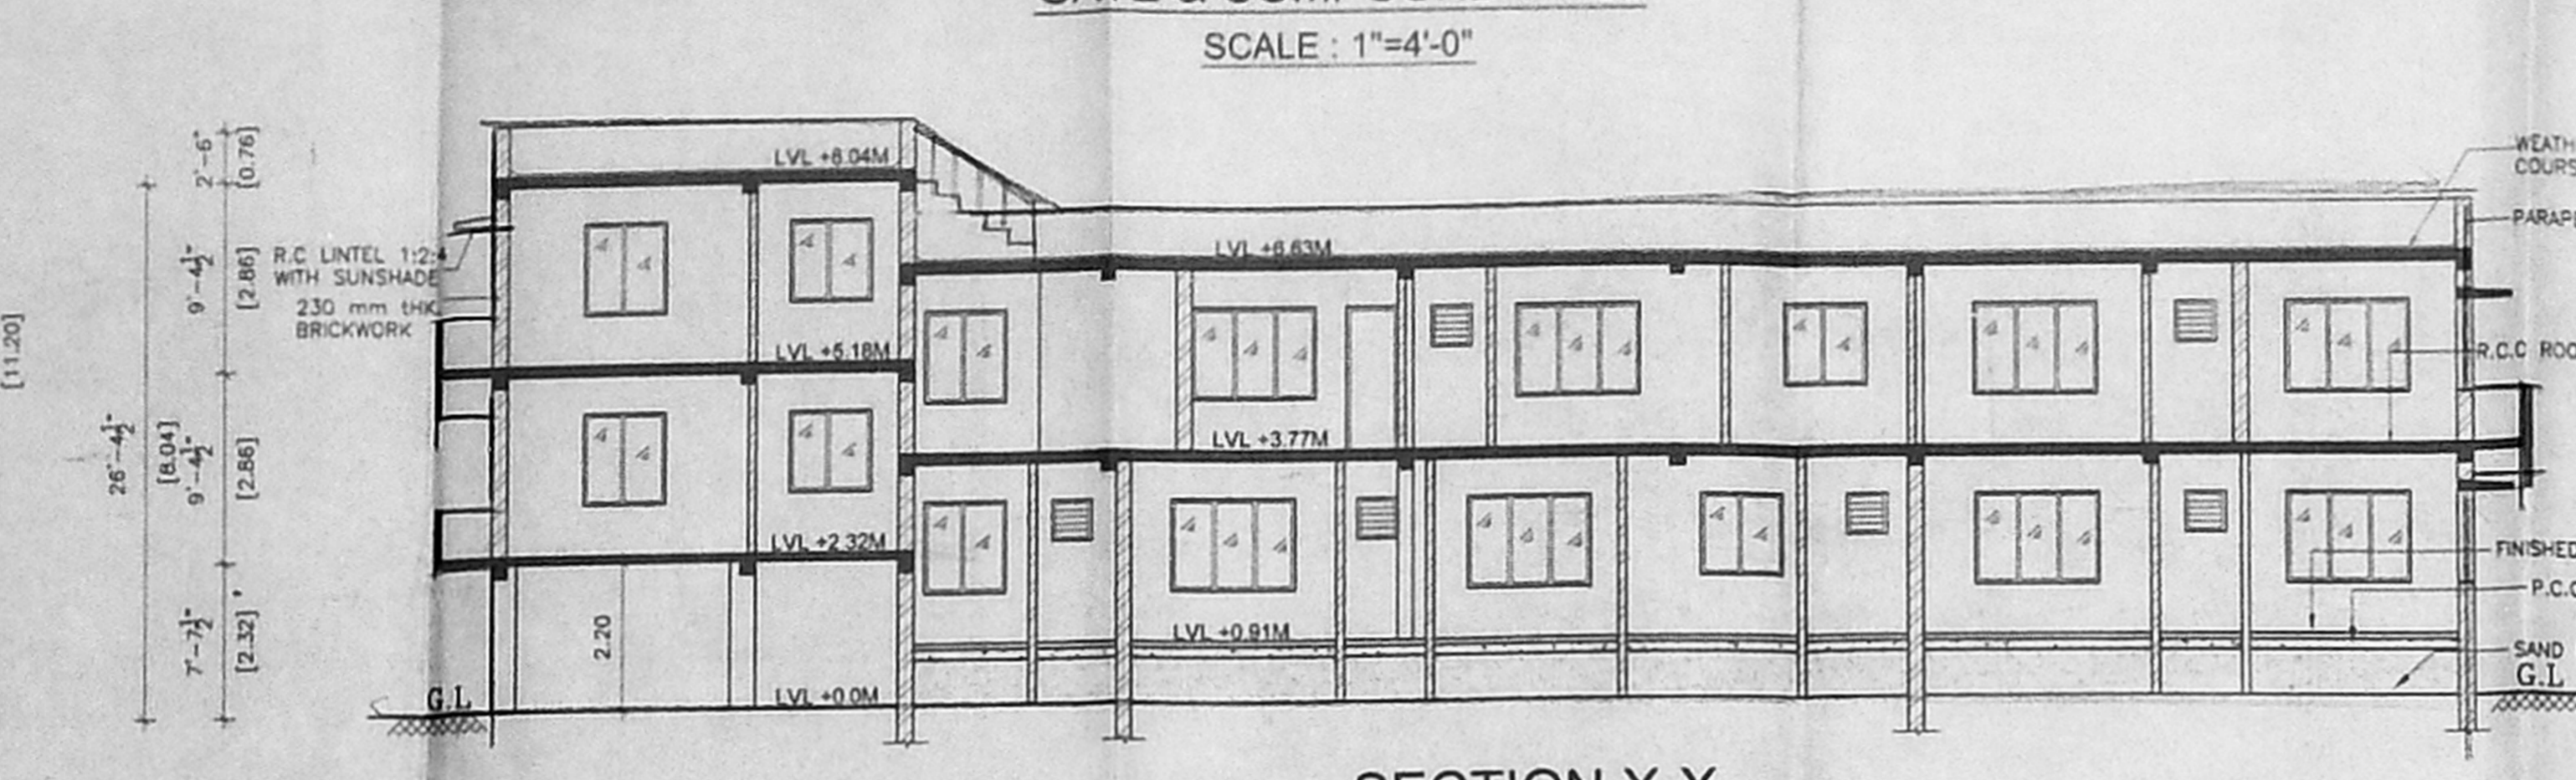 SCALE : 1"=4'-0"
2'-6"
[0.76]
LVL +8.04M
WEATH
COURS
PARAP
9'-4½"
[2.86]
R.C LINTEL 1:2:4
WITH SUNSHADE
230 mm tHK
BRICKWORK
LVL +6.63M
[11.20]
LVL +5.18M
R.C.C ROO
26'-4½"
[8.04]
9'-4½"
[2.86]
LVL +3.77M
LVL +2.32M
FINISHED
P.C.C
7'-7½"
[2.32]
2.20
LVL +0.91M
SAND
G.L
LVL +0.0M
G.L
SECTION X-X